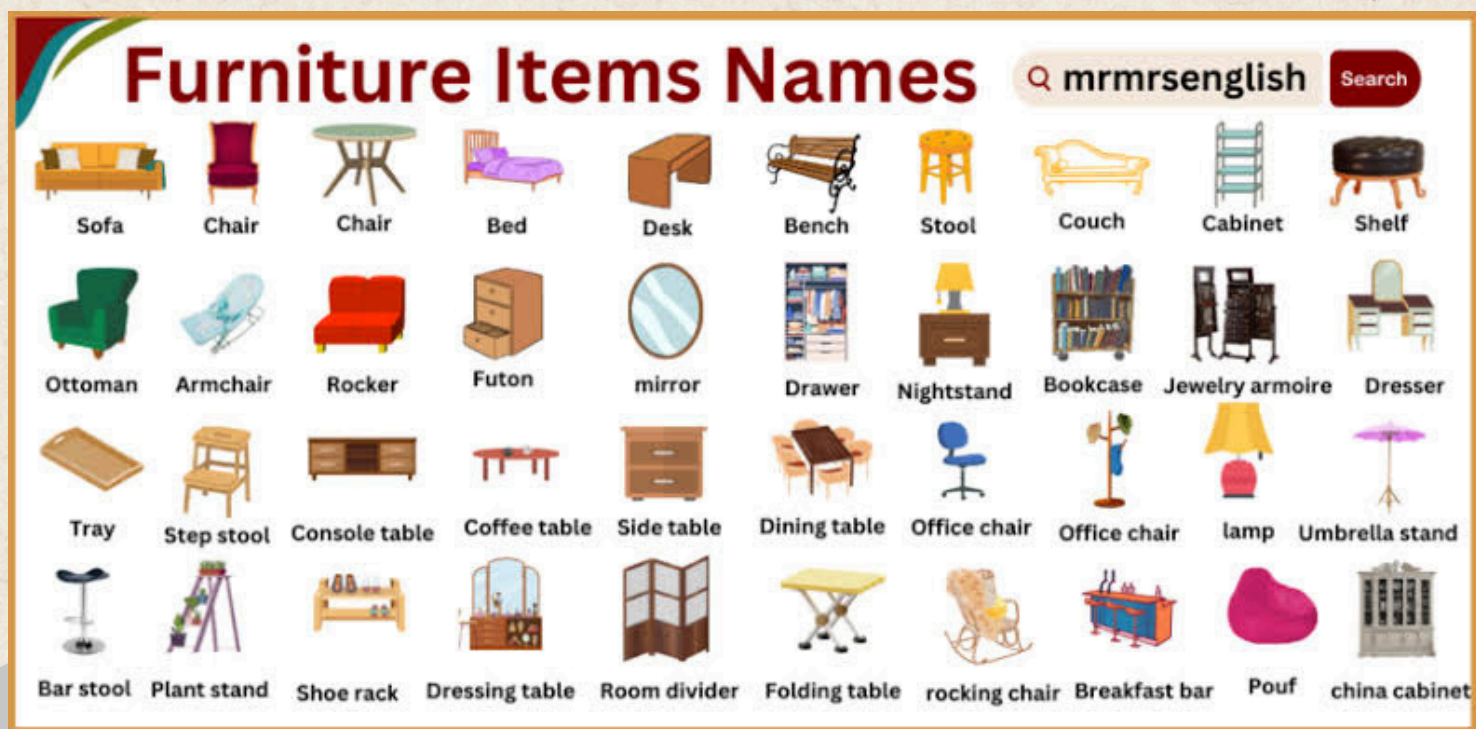 Furniture Items Names
mrmrsenglish
Search
Sofa Chair Chair Bed Desk Bench Stool Couch Cabinet Shelf
Ottoman Armchair Rocker Futon mirror Drawer Nightstand Bookcase Jewelry armoire Dresser
Tray Step stool Console table Coffee table Side table Dining table Office chair Office chair lamp Umbrella stand
Bar stool Plant stand Shoe rack Dressing table Room divider Folding table rocking chair Breakfast bar Pouf china cabinet